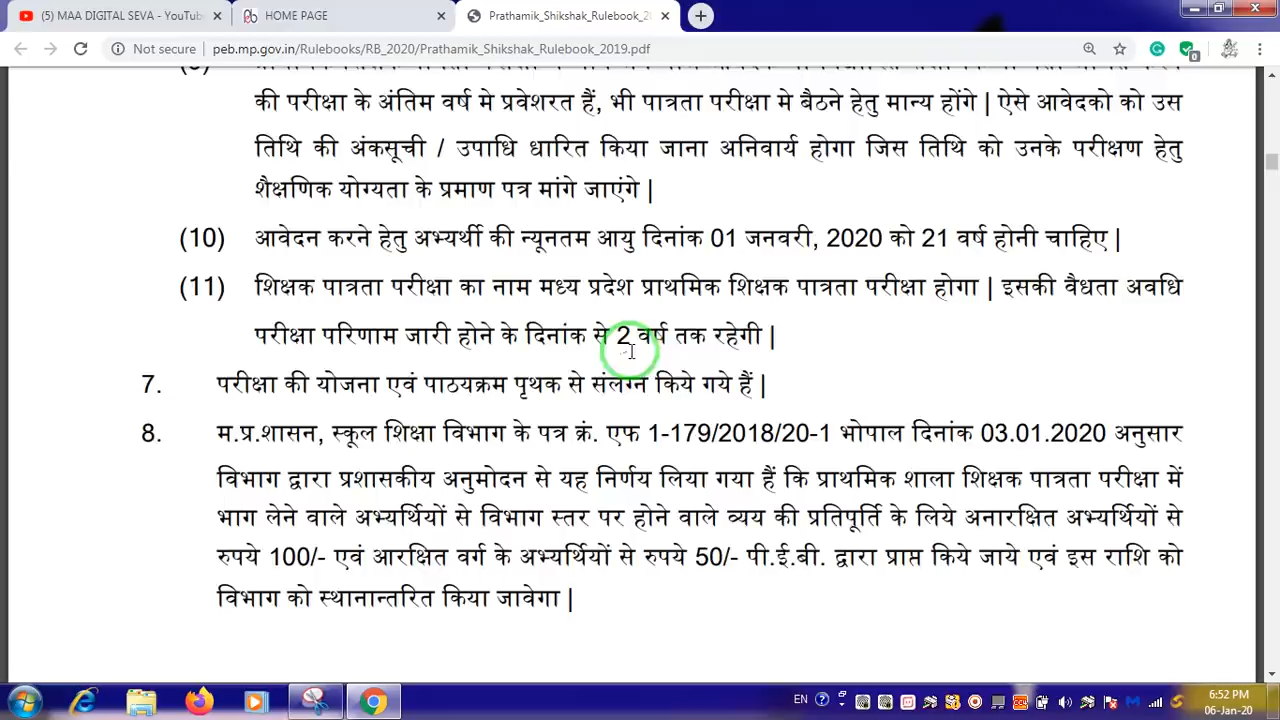 (5) MAA DIGITAL SEVA - YouTub
HOME PAGE
Prathamik_Shikshak_Rulebook_20
Not secure peb.mp.gov.in/Rulebooks/RB_2020/Prathamik_Shikshak_Rulebook_2019.pdf
की परीक्षा के अंतिम वर्ष मे प्रवेशरत हैं, भी पात्रता परीक्षा मे बैठने हेतु मान्य होंगे | ऐसे आवेदको को उस
तिथि की अंकसूची / उपाधि धारित किया जाना अनिवार्य होगा जिस तिथि को उनके परीक्षण हेतु
शैक्षणिक योग्यता के प्रमाण पत्र मांगे जाएंगे |
(10) आवेदन करने हेतु अभ्यर्थी की न्यूनतम आयु दिनांक 01 जनवरी, 2020 को 21 वर्ष होनी चाहिए |
(11) शिक्षक पात्रता परीक्षा का नाम मध्य प्रदेश प्राथमिक शिक्षक पात्रता परीक्षा होगा | इसकी वैधता अवधि
परीक्षा परिणाम जारी होने के दिनांक से 2 वर्ष तक रहेगी |
7. परीक्षा की योजना एवं पाठयक्रम पृथक से संलग्न किये गये हैं |
8. म.प्र.शासन, स्कूल शिक्षा विभाग के पत्र क्रं. एफ 1-179/2018/20-1 भोपाल दिनांक 03.01.2020 अनुसार
विभाग द्वारा प्रशासकीय अनुमोदन से यह निर्णय लिया गया हैं कि प्राथमिक शाला शिक्षक पात्रता परीक्षा में
भाग लेने वाले अभ्यर्थियों से विभाग स्तर पर होने वाले व्यय की प्रतिपूर्ति के लिये अनारक्षित अभ्यर्थियों से
रुपये 100/- एवं आरक्षित वर्ग के अभ्यर्थियों से रुपये 50/- पी.ई.बी. द्वारा प्राप्त किये जाये एवं इस राशि को
विभाग को स्थानान्तरित किया जावेगा |
EN
6:52 PM
06-Jan-20